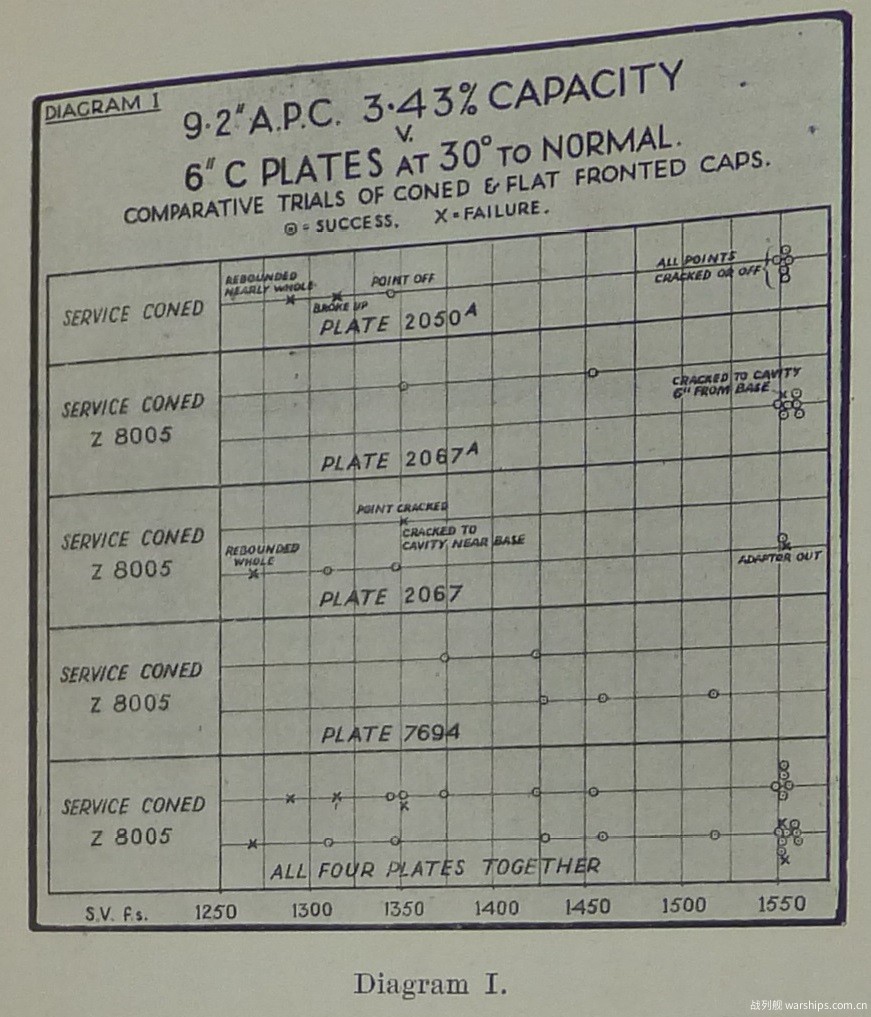 DIAGRAM I
9·2" A.P.C. 3·43% CAPACITY
V.
6" C PLATES AT 30° TO NORMAL.
COMPARATIVE TRIALS OF CONED & FLAT FRONTED CAPS.
⊙ = SUCCESS. X = FAILURE.
SERVICE CONED
REBOUNDED
NEARLY WHOLE
BROKE UP
POINT OFF
ALL POINTS
CRACKED OR OFF
PLATE 2050A
SERVICE CONED
Z 8005
CRACKED TO CAVITY
6" FROM BASE
PLATE 2067A
SERVICE CONED
Z 8005
POINT CRACKED
CRACKED TO
CAVITY NEAR BASE
REBOUNDED
WHOLE
ADAPTOR OUT
PLATE 2067
SERVICE CONED
Z 8005
PLATE 7694
SERVICE CONED
Z 8005
ALL FOUR PLATES TOGETHER
S.V. f.s. 1250 1300 1350 1400 1450 1500 1550
Diagram I.
战列舰 warships.com.cn